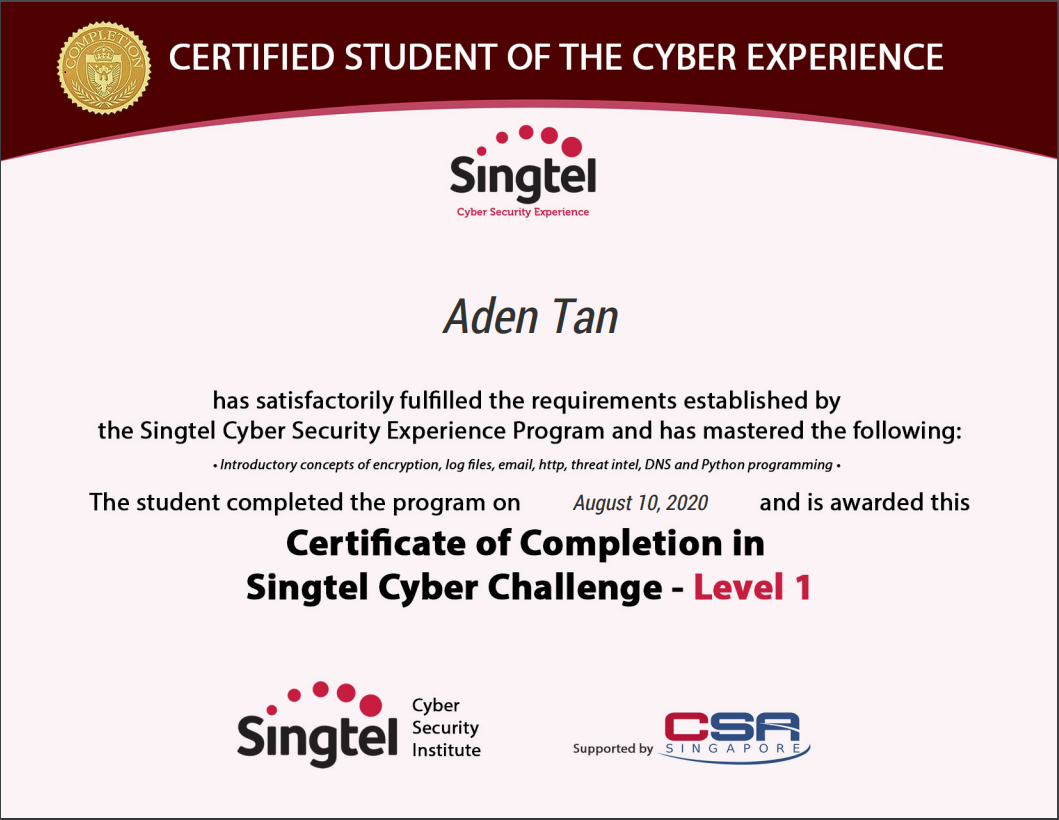 COMPLETION
CERTIFIED STUDENT OF THE CYBER EXPERIENCE
Singtel
Cyber Security Experience
Aden Tan
has satisfactorily fulfilled the requirements established by
the Singtel Cyber Security Experience Program and has mastered the following:
• Introductory concepts of encryption, log files, email, http, threat intel, DNS and Python programming •
The student completed the program on August 10, 2020 and is awarded this
Certificate of Completion in
Singtel Cyber Challenge - Level 1
Singtel
Cyber
Security
Institute
Supported by
CSA
SINGAPORE